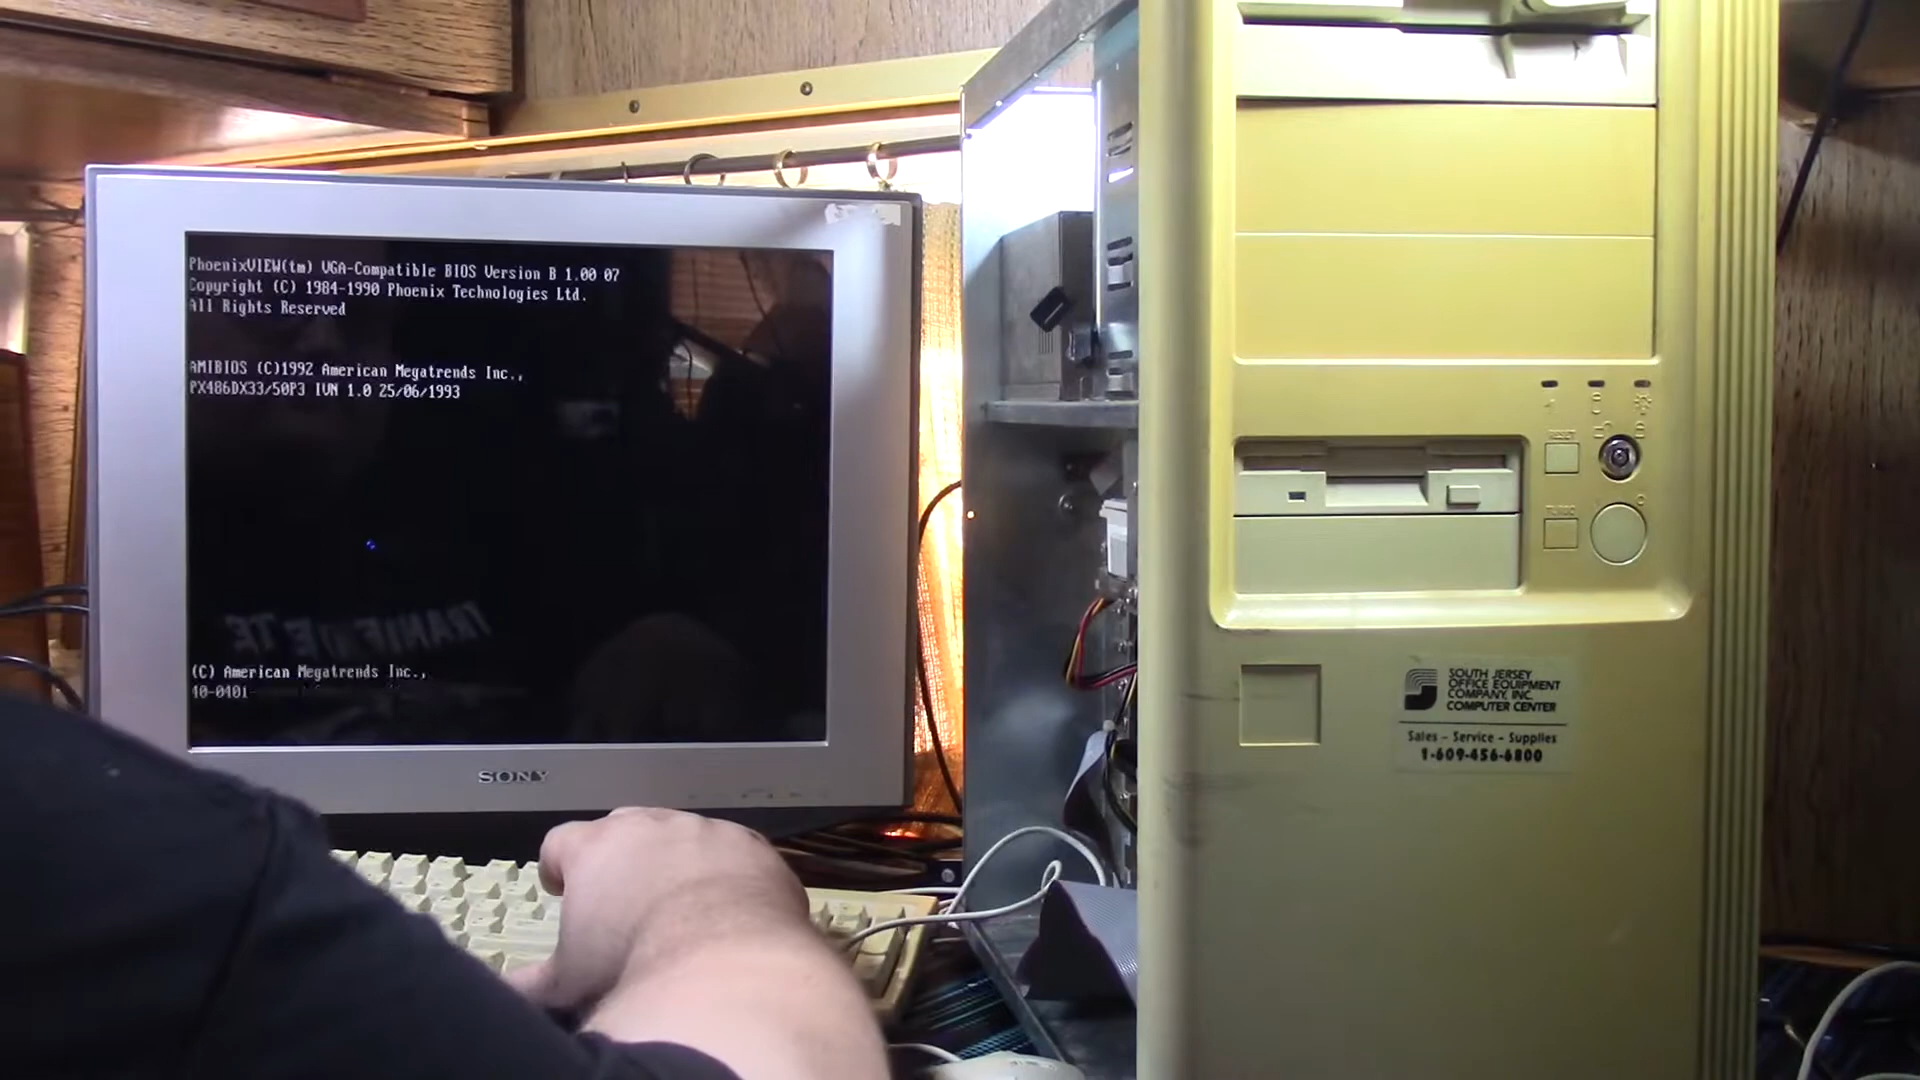 PhoenixVIEW(tm) VGA-Compatible BIOS Version B 1.00 07
Copyright (C) 1984-1990 Phoenix Technologies Ltd.
All Rights Reserved
AMIBIOS (C)1992 American Megatrends Inc.,
PX486DX33/50P3 IVN 1.0 25/06/1993
(C) American Megatrends Inc.,
40-0401-
SONY
RESET
TURBO
SOUTH JERSEY
OFFICE EQUIPMENT
COMPANY, INC.
COMPUTER CENTER
Sales - Service - Supplies
1-609-456-6800